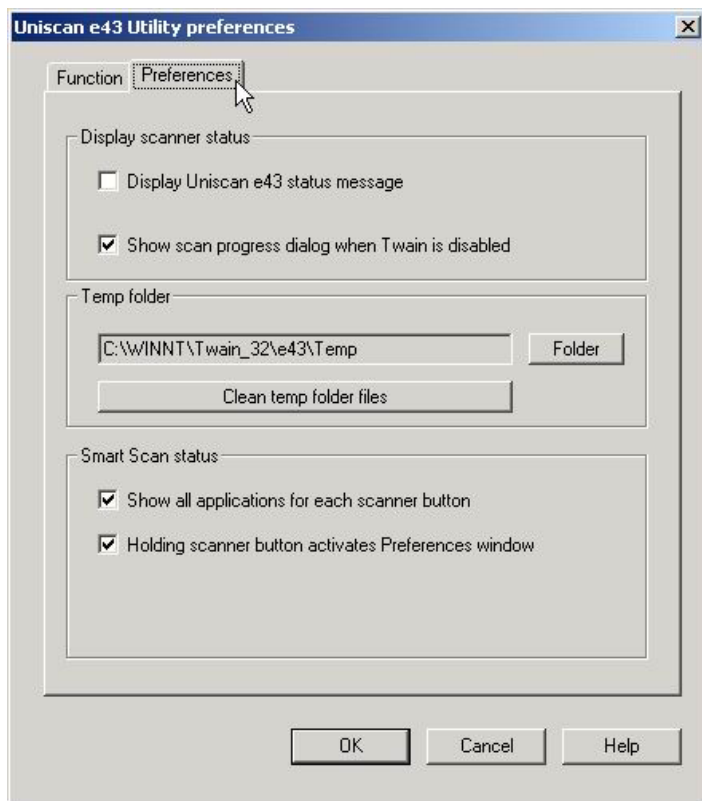 Uniscan e43 Utility preferences
Function Preferences
Display scanner status
Display Uniscan e43 status message
Show scan progress dialog when Twain is disabled
Temp folder
C:\WINNT\Twain_32\e43\Temp Folder
Clean temp folder files
Smart Scan status
Show all applications for each scanner button
Holding scanner button activates Preferences window
OK Cancel Help